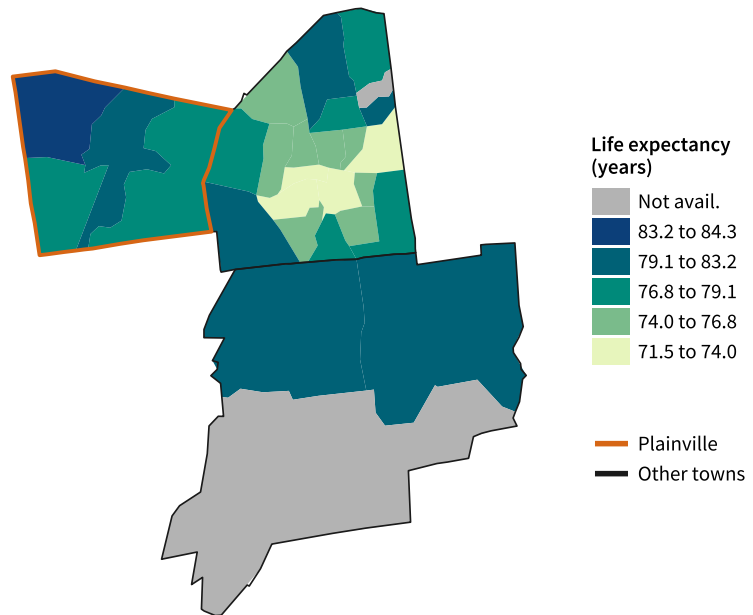 Life expectancy
(years)
Not avail.
83.2 to 84.3
79.1 to 83.2
76.8 to 79.1
74.0 to 76.8
71.5 to 74.0
Plainville
Other towns